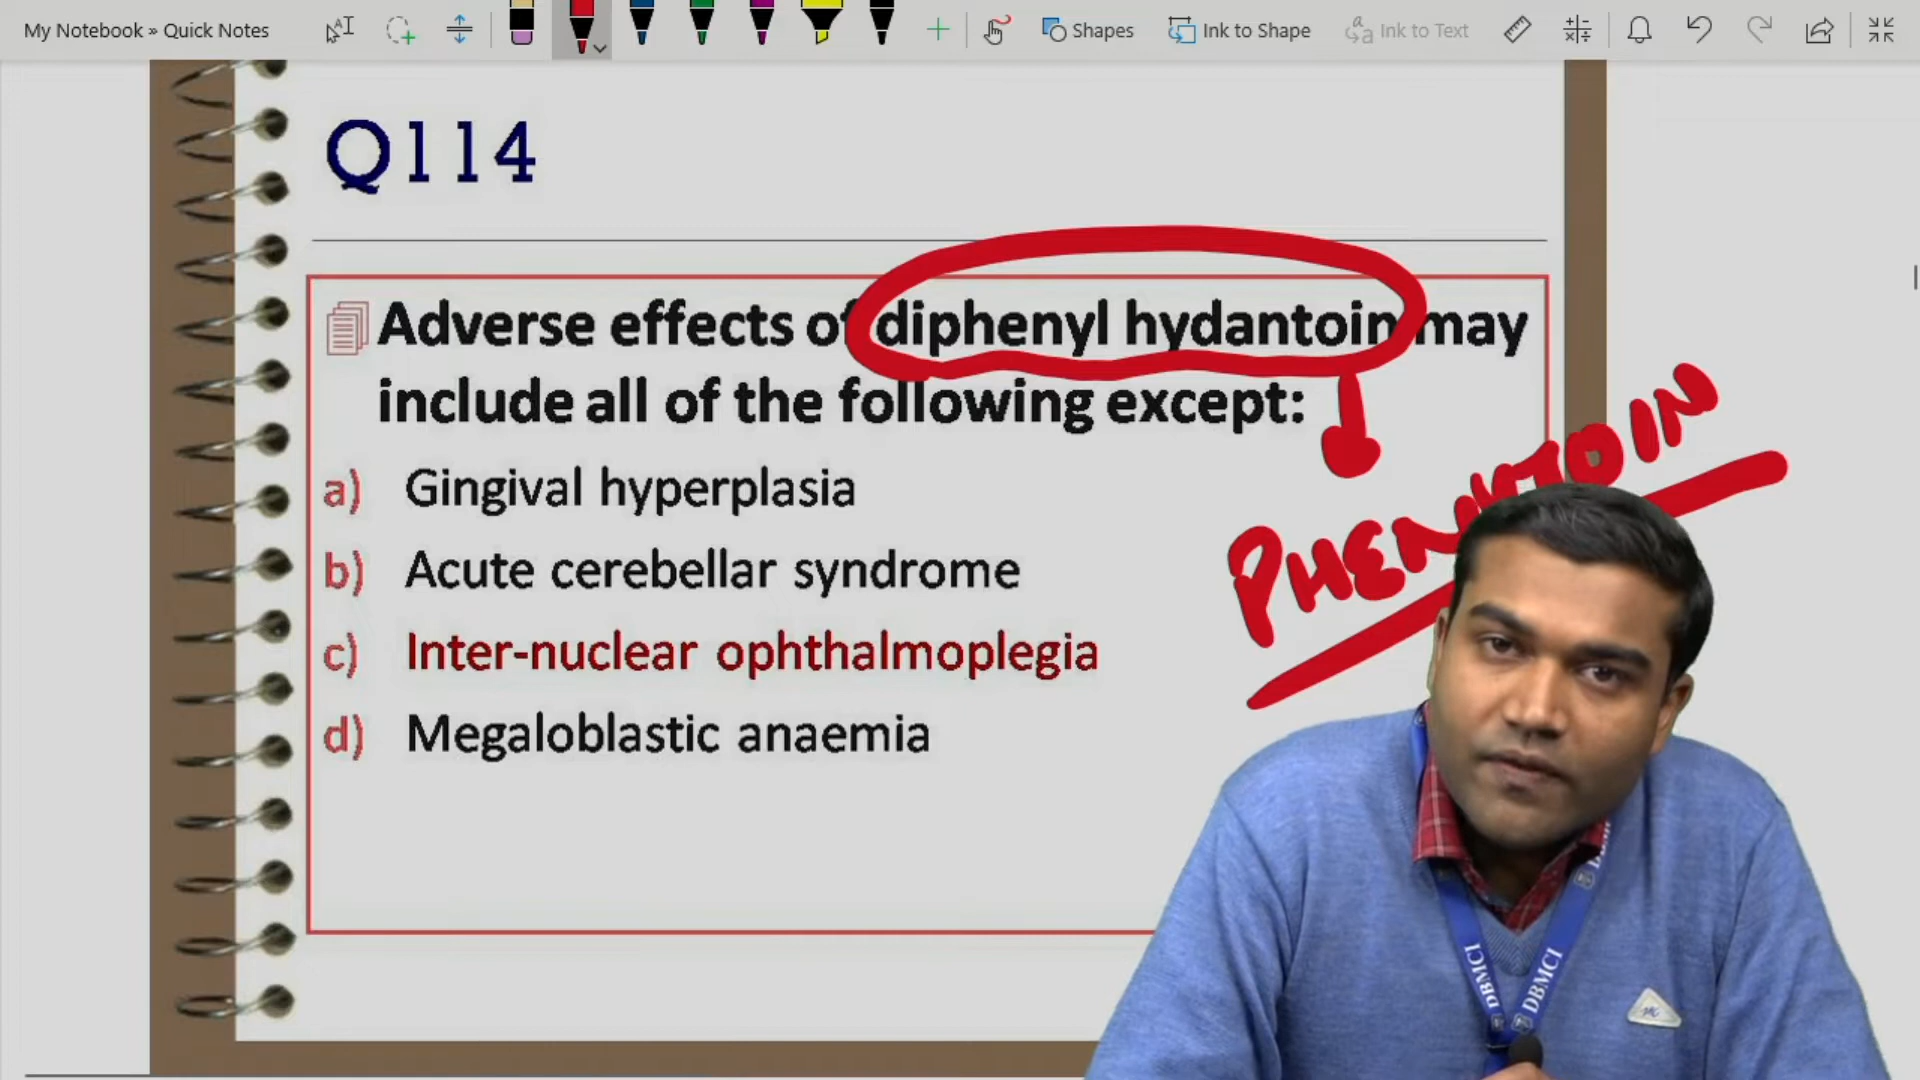 My Notebook » Quick Notes
Shapes
Ink to Shape
Ink to Text
Q114
Adverse effects of diphenyl hydantoin may
include all of the following except:
PHENYTOIN
a) Gingival hyperplasia
b) Acute cerebellar syndrome
c) Inter-nuclear ophthalmoplegia
d) Megaloblastic anaemia
DBMCI
DBMCI